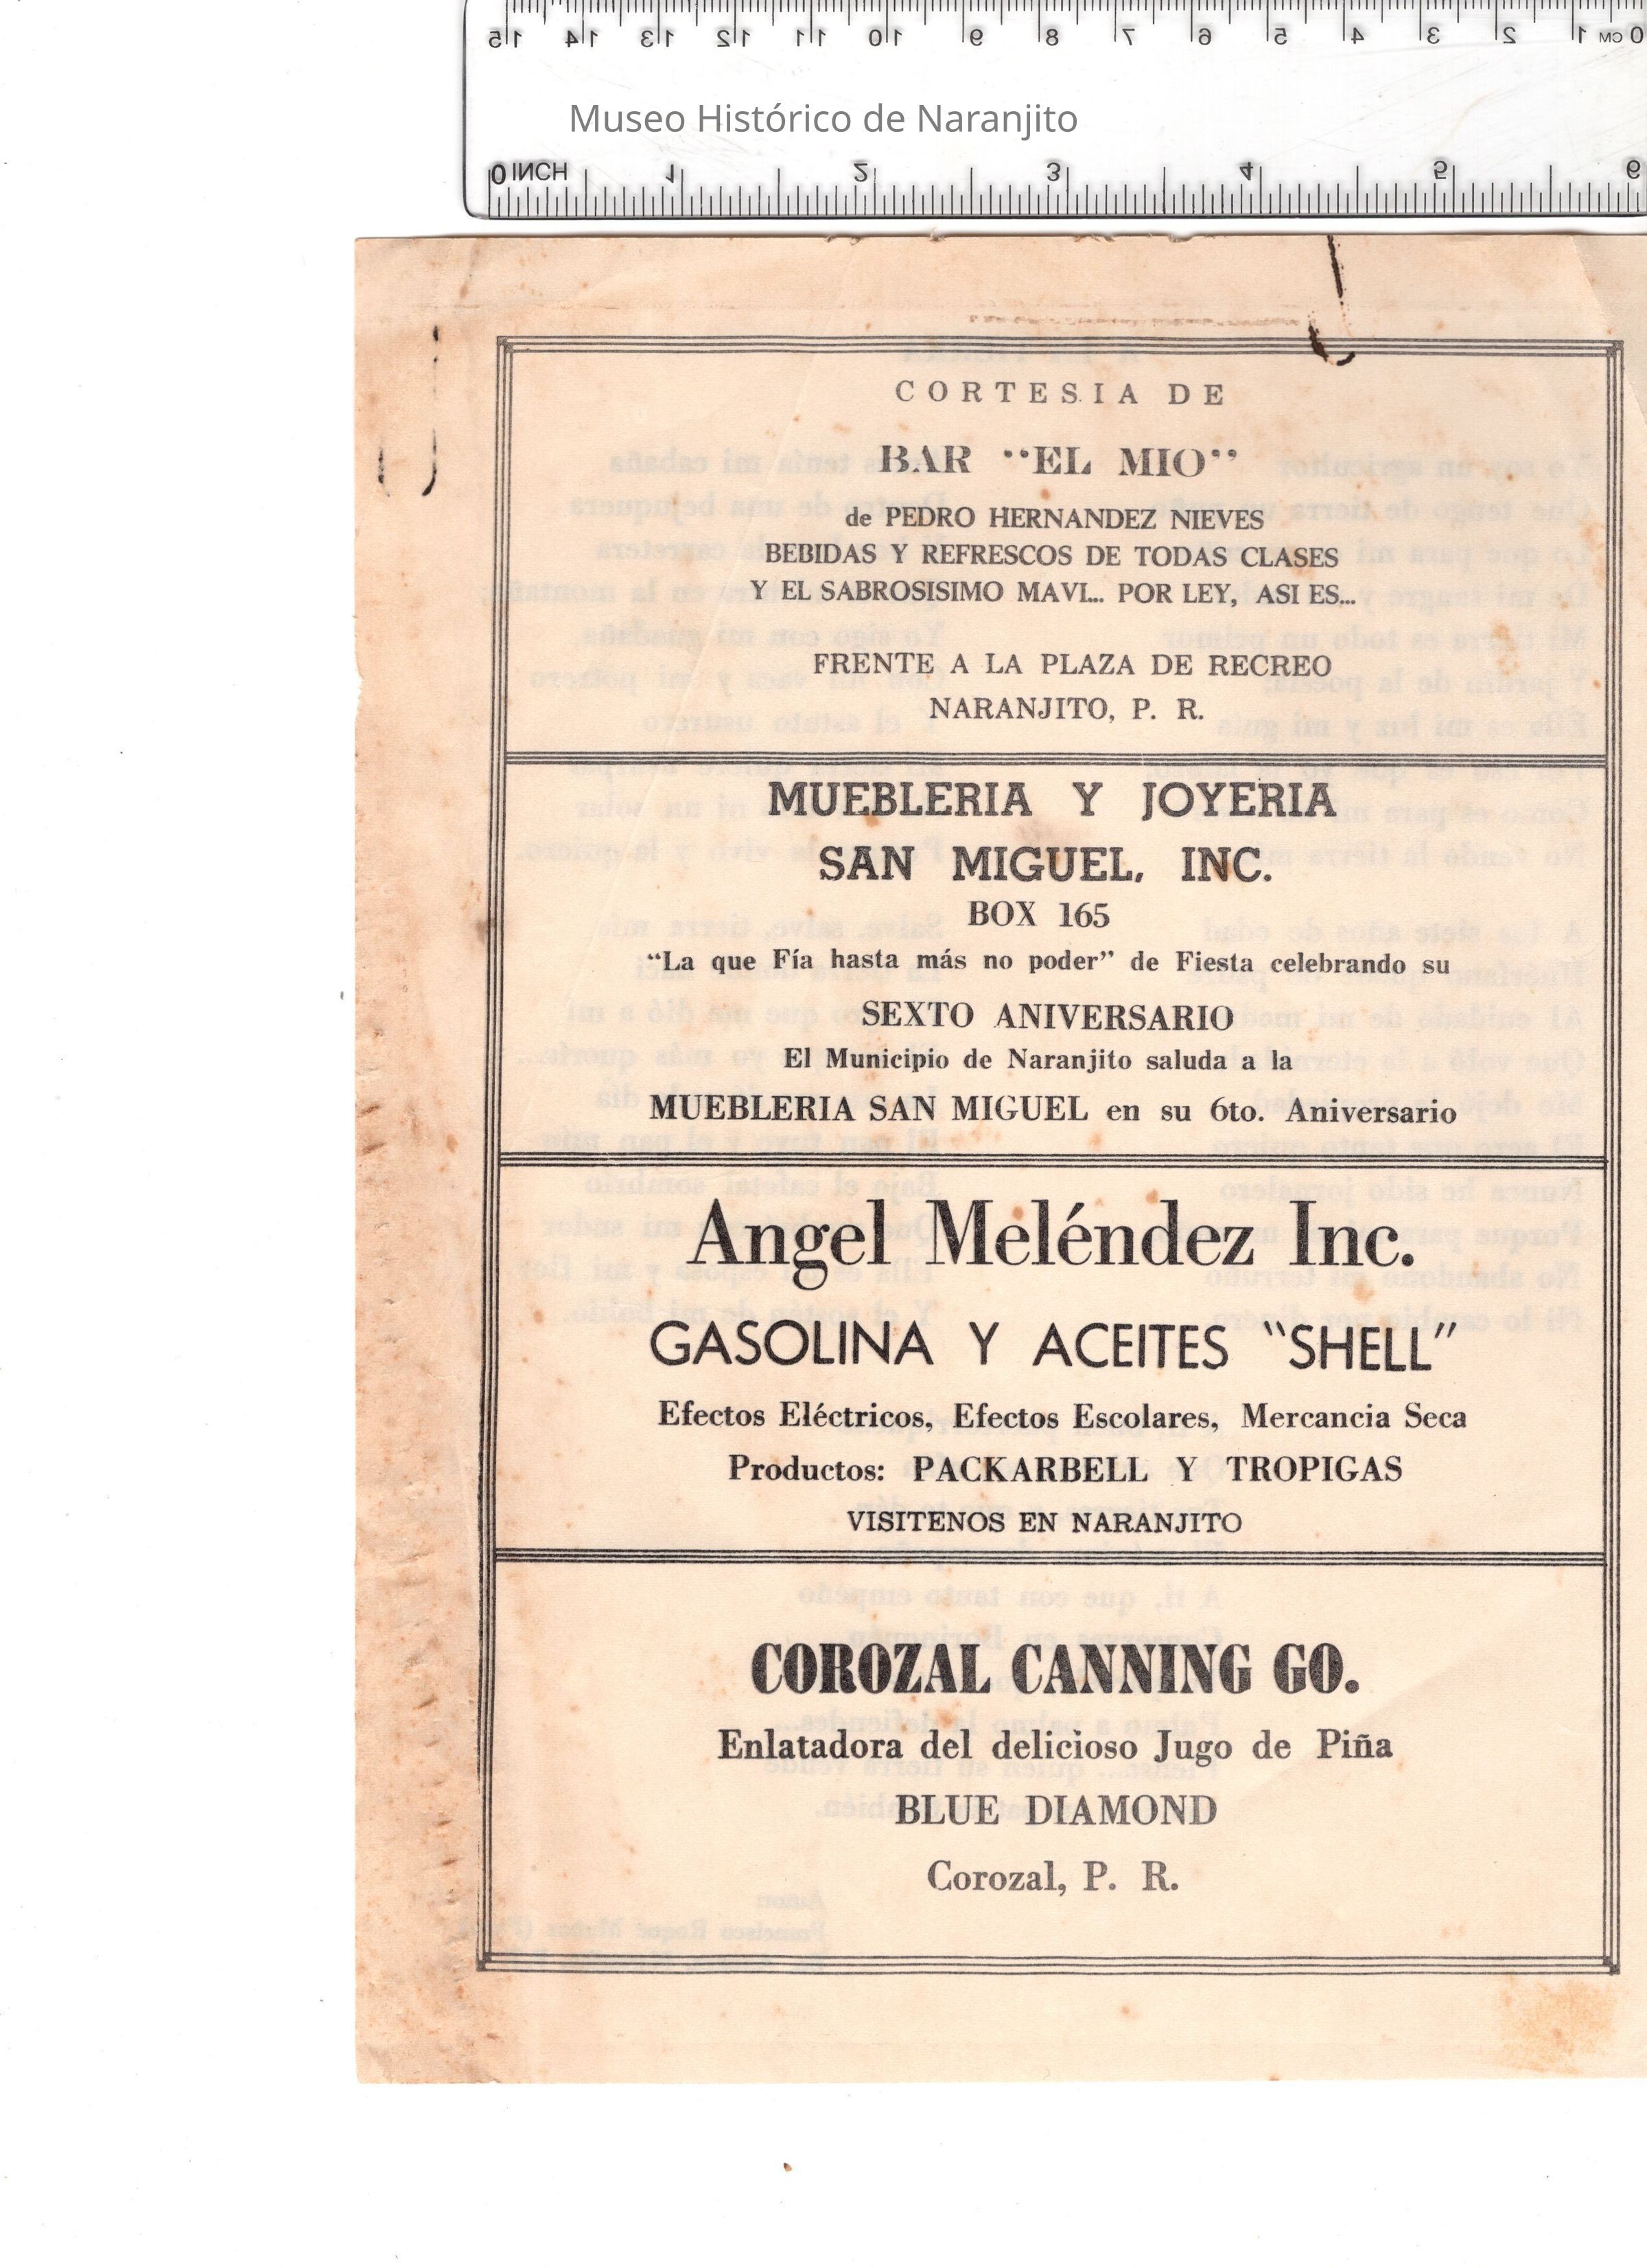 15 14 13 12 11 10 9 8 7 6 5 4 3 2 1 CM 0
Museo Histórico de Naranjito
0 INCH 1 2 3 4 5 6
CORTESIA DE
BAR "EL MIO"
de PEDRO HERNANDEZ NIEVES
BEBIDAS Y REFRESCOS DE TODAS CLASES
Y EL SABROSISIMO MAVI... POR LEY, ASI ES...
FRENTE A LA PLAZA DE RECREO
NARANJITO, P. R.
MUEBLERIA Y JOYERIA
SAN MIGUEL, INC.
BOX 165
"La que Fía hasta más no poder" de Fiesta celebrando su
SEXTO ANIVERSARIO
El Municipio de Naranjito saluda a la
MUEBLERIA SAN MIGUEL en su 6to. Aniversario
Angel Meléndez Inc.
GASOLINA Y ACEITES "SHELL"
Efectos Eléctricos, Efectos Escolares, Mercancia Seca
Productos: PACKARBELL Y TROPIGAS
VISITENOS EN NARANJITO
COROZAL CANNING GO.
Enlatadora del delicioso Jugo de Piña
BLUE DIAMOND
Corozal, P. R.